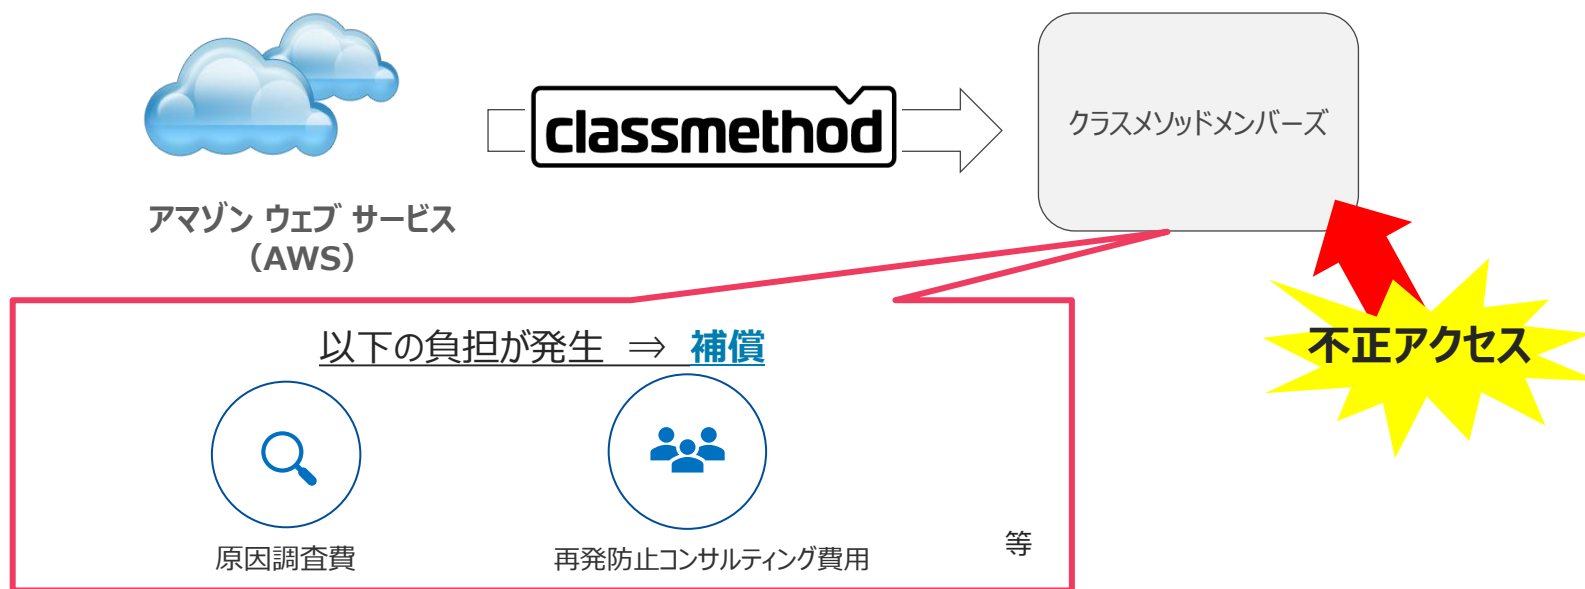 classmethod
クラスメソッドメンバーズ
アマゾン ウェブ サービス
（AWS）
不正アクセス
以下の負担が発生 ⇒ 補償
原因調査費
再発防止コンサルティング費用
等